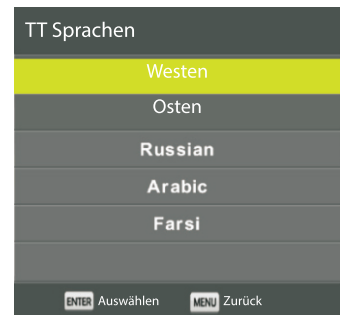 TT Sprachen
Westen
Osten
Russian
Arabic
Farsi
ENTER Auswählen MENU Zurück